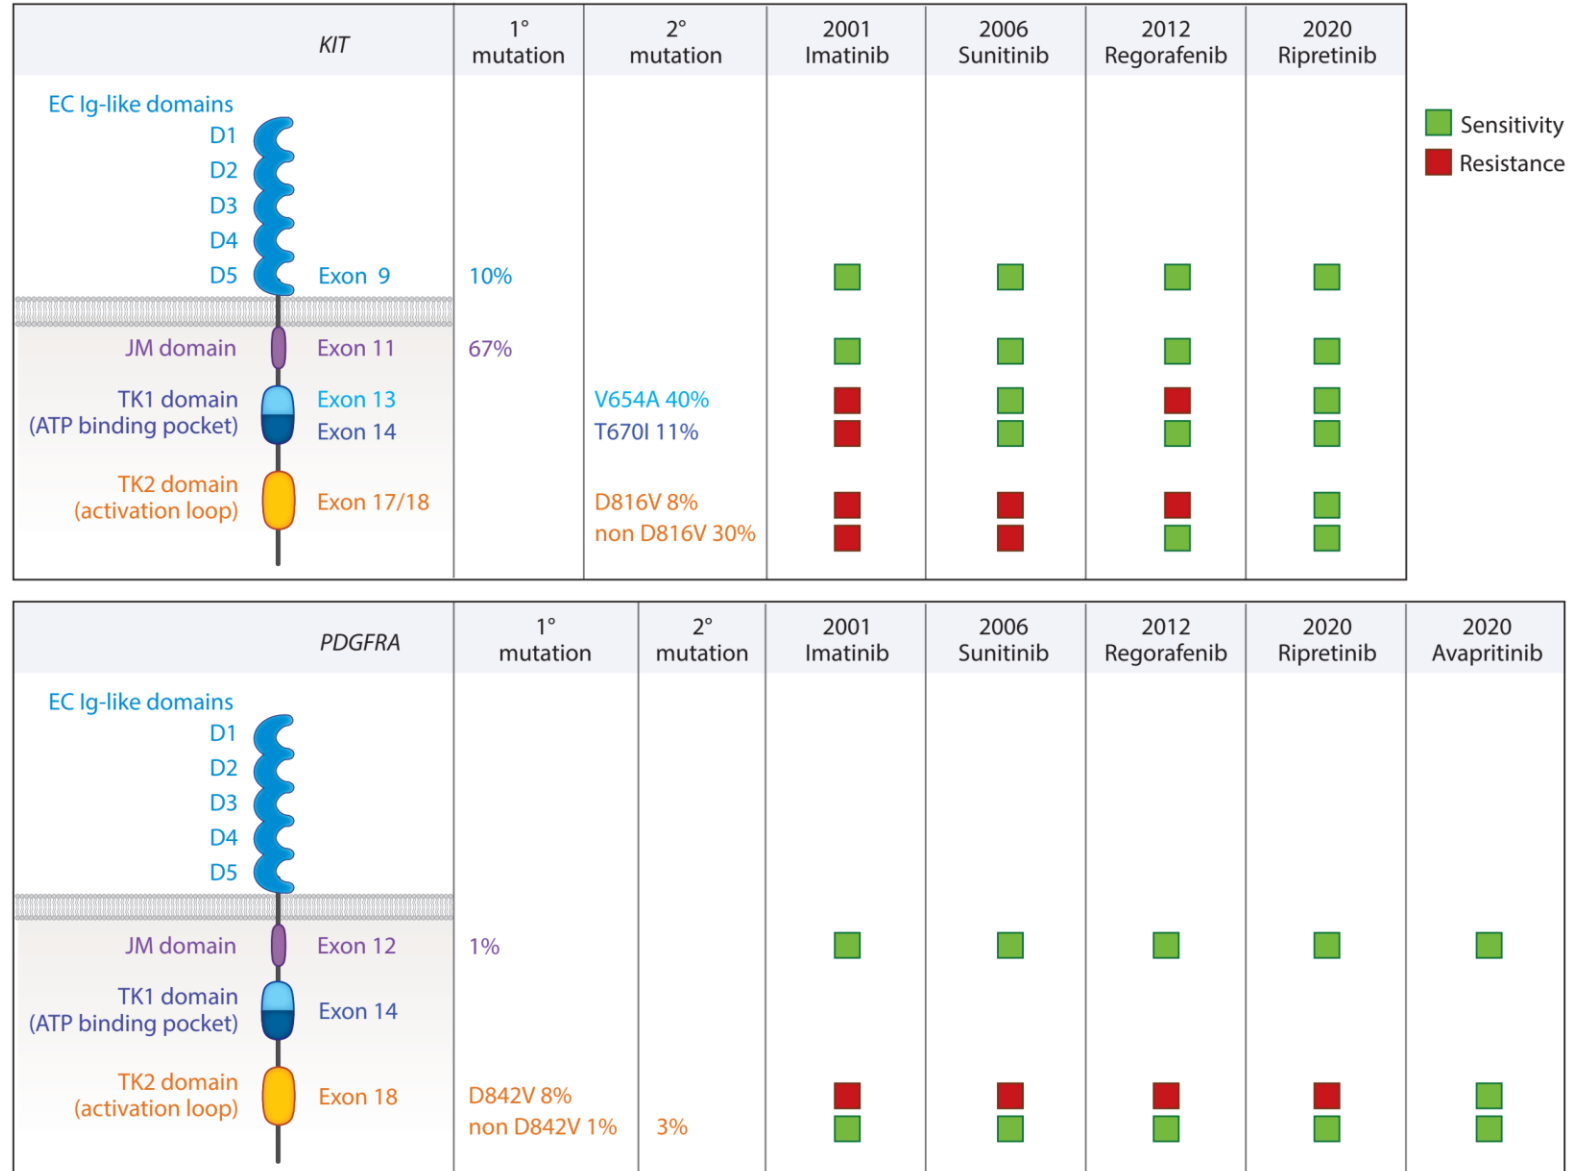 KIT
1° mutation
2° mutation
2001 Imatinib
2006 Sunitinib
2012 Regorafenib
2020 Ripretinib
EC Ig-like domains
D1
D2
D3
D4
D5 Exon 9 10%
JM domain Exon 11 67%
TK1 domain (ATP binding pocket)
Exon 13 V654A 40%
Exon 14 T670I 11%
TK2 domain (activation loop)
Exon 17/18 D816V 8%
non D816V 30%
Sensitivity
Resistance
PDGFRA
1° mutation
2° mutation
2001 Imatinib
2006 Sunitinib
2012 Regorafenib
2020 Ripretinib
2020 Avapritinib
EC Ig-like domains
D1
D2
D3
D4
D5
JM domain Exon 12 1%
TK1 domain (ATP binding pocket)
Exon 14
TK2 domain (activation loop)
Exon 18 D842V 8%
non D842V 1% 3%